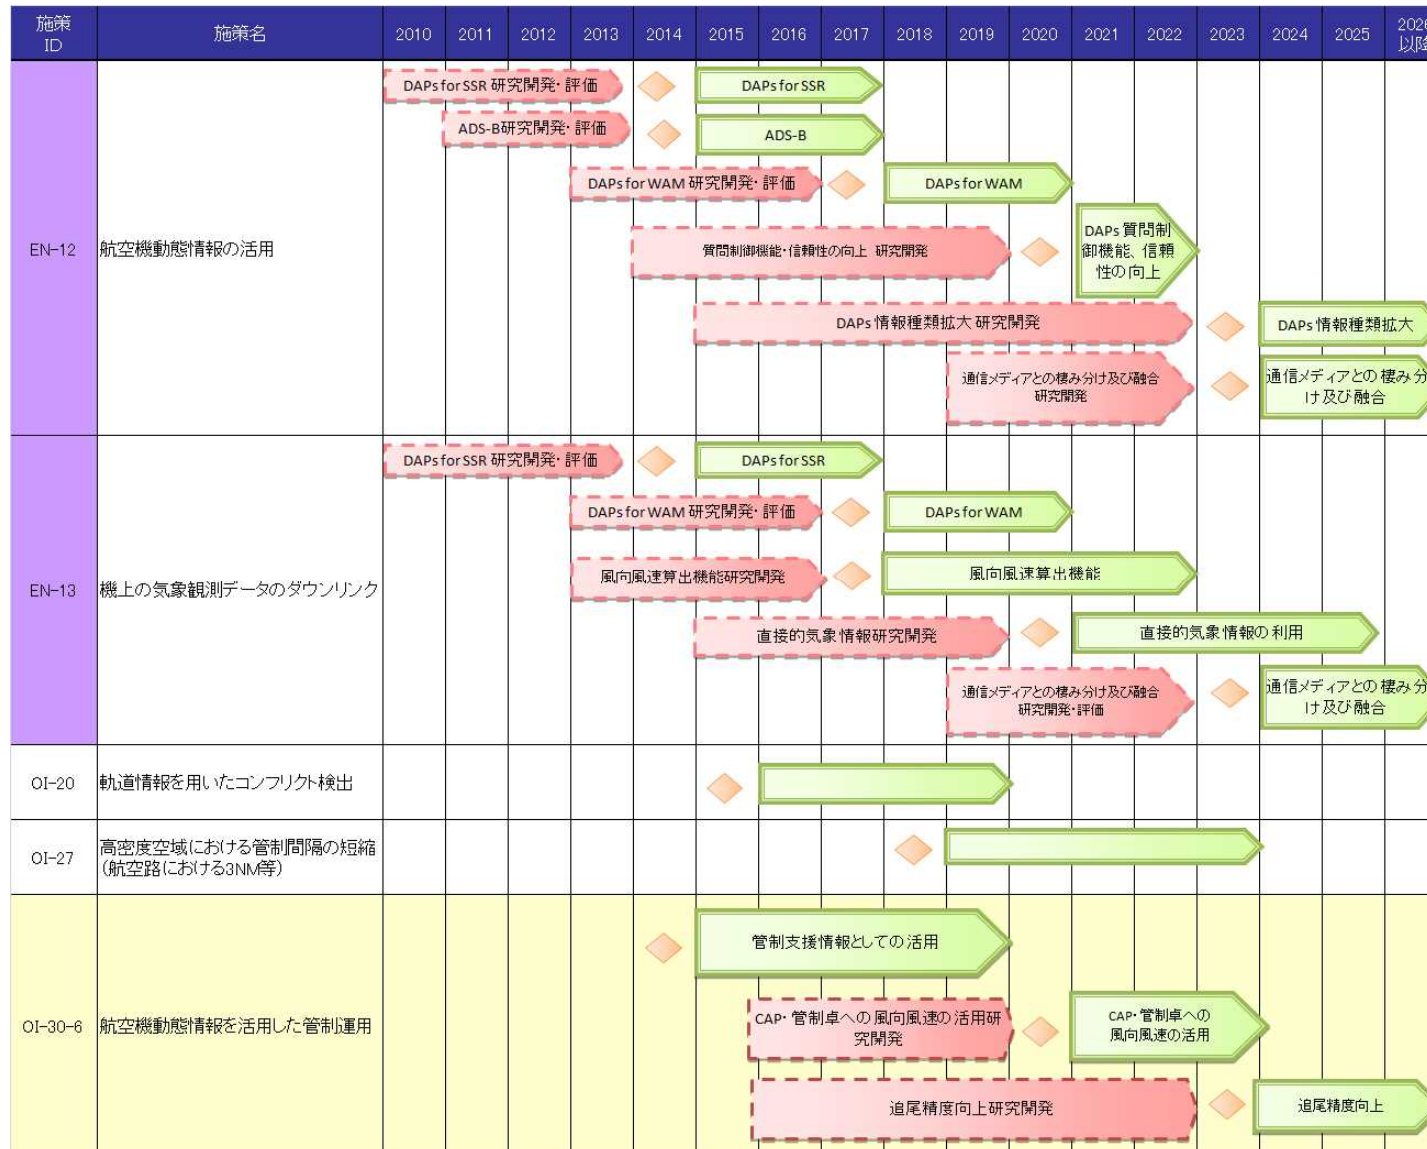 施策
ID
施策名
2010
2011
2012
2013
2014
2015
2016
2017
2018
2019
2020
2021
2022
2023
2024
2025
2026
以降
EN-12
航空機動態情報の活用
DAPs for SSR 研究開発・評価
DAPs for SSR
ADS-B研究開発・評価
ADS-B
DAPs for WAM 研究開発・評価
DAPs for WAM
質問制御機能・信頼性の向上 研究開発
DAPs 質問制
御機能、信頼
性の向上
DAPs 情報種類拡大 研究開発
DAPs 情報種類拡大
通信メディアとの棲み分け及び融合
研究開発
通信メディアとの棲み分
け及び融合
EN-13
機上の気象観測データのダウンリンク
DAPs for SSR 研究開発・評価
DAPs for SSR
DAPs for WAM 研究開発・評価
DAPs for WAM
風向風速算出機能研究開発
風向風速算出機能
直接的気象情報研究開発
直接的気象情報の利用
通信メディアとの棲み分け及び融合
研究開発・評価
通信メディアとの棲み分
け及び融合
OI-20
軌道情報を用いたコンフリクト検出
OI-27
高密度空域における管制間隔の短縮
(航空路における3NM等)
OI-30-6
航空機動態情報を活用した管制運用
管制支援情報としての活用
CAP・管制卓への風向風速の活用研
究開発
CAP・管制卓への
風向風速の活用
追尾精度向上研究開発
追尾精度向上